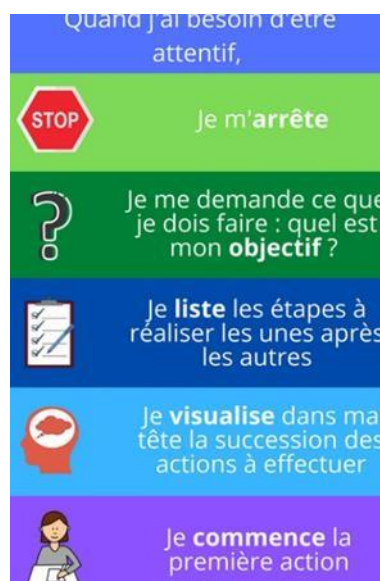 Quand j'ai besoin d'être
attentif,
STOP
Je m'arrête
?
Je me demande ce que
je dois faire : quel est
mon objectif ?
Je liste les étapes à
réaliser les unes après
les autres
Je visualise dans ma
tête la succession des
actions à effectuer
Je commence la
première action